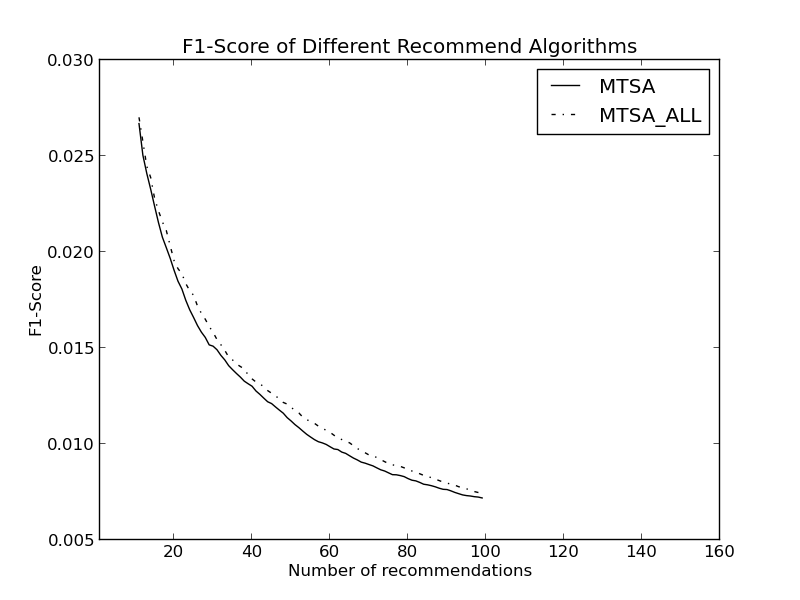 F1-Score of Different Recommend Algorithms
0.030
0.025
0.020
0.015
0.010
0.005
F1-Score
MTSA
MTSA_ALL
20 40 60 80 100 120 140 160
Number of recommendations